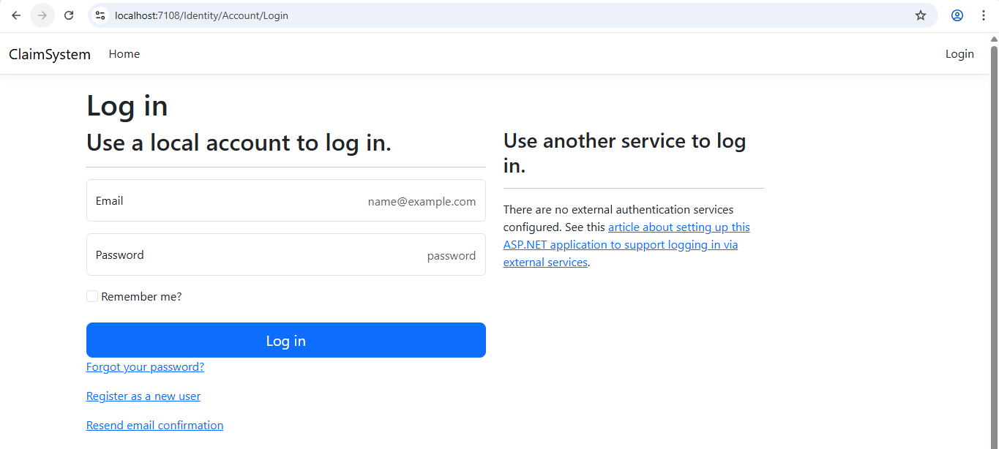 localhost:7108/Identity/Account/Login
ClaimSystem Home Login
Log in
Use a local account to log in.
Email name@example.com
Password password
Remember me?
Log in
Forgot your password?
Register as a new user
Resend email confirmation
Use another service to log
in.
There are no external authentication services
configured. See this article about setting up this
ASP.NET application to support logging in via
external services.